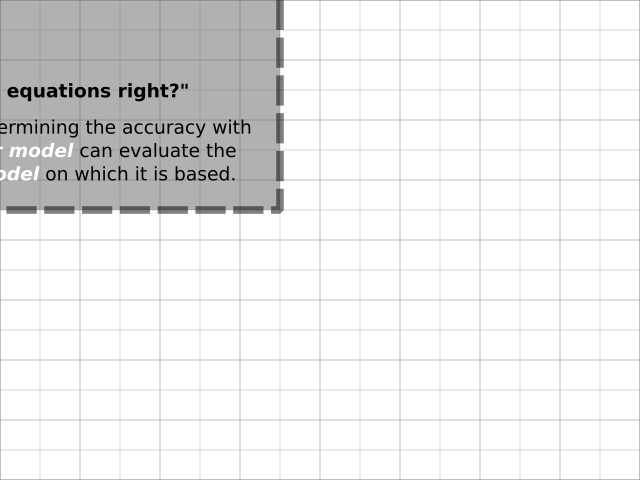 equations right?"
ermining the accuracy with
model can evaluate the
odel on which it is based.